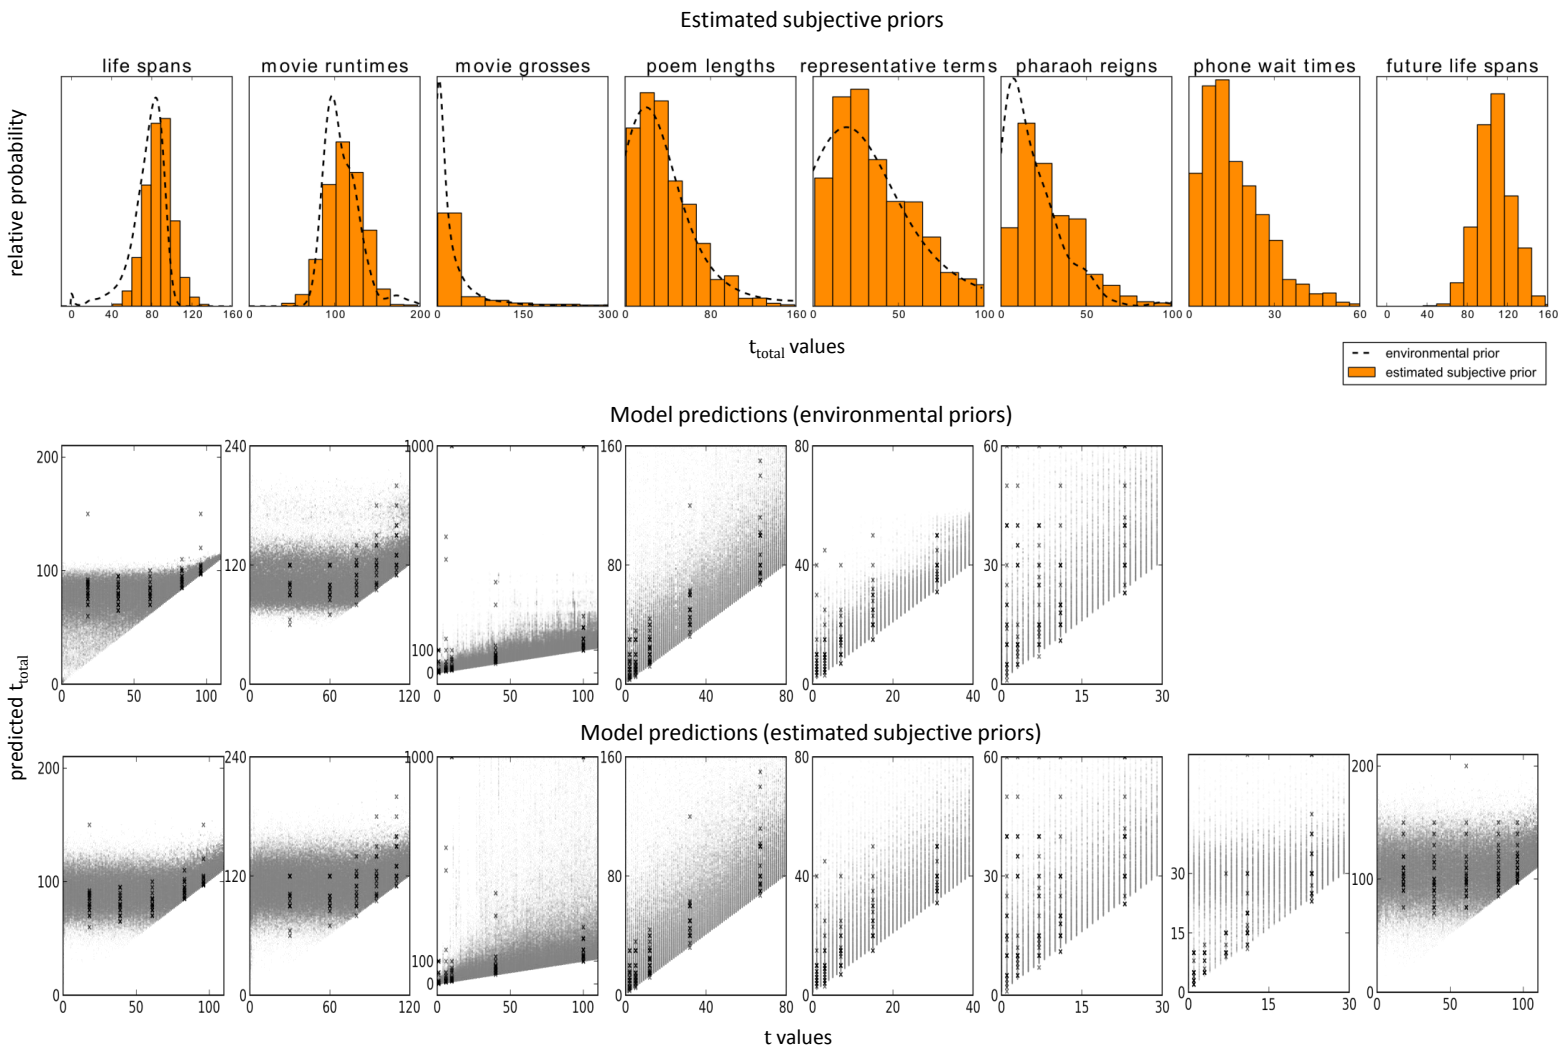 Estimated subjective priors
life spans
movie runtimes
movie grosses
poem lengths
representative terms
pharaoh reigns
phone wait times
future life spans
relative probability
0 40 80 120 160
0 100 200
0 150 300
0 80 160
0 50 100
0 50 100
0 30 60
0 40 80 120 160
t_total values
environmental prior
estimated subjective prior
Model predictions (environmental priors)
predicted t_total
200
100
0
0 50 100
240
120
0
0 60 120
1000
100
0
0 50 100
160
80
0
0 40 80
80
40
0
0 20 40
60
30
0
0 15 30
Model predictions (estimated subjective priors)
200
100
0
0 50 100
240
120
0
0 60 120
1000
100
0
0 50 100
160
80
0
0 40 80
80
40
0
0 20 40
60
30
0
0 15 30
30
15
0
0 15 30
200
100
0
0 50 100
t values